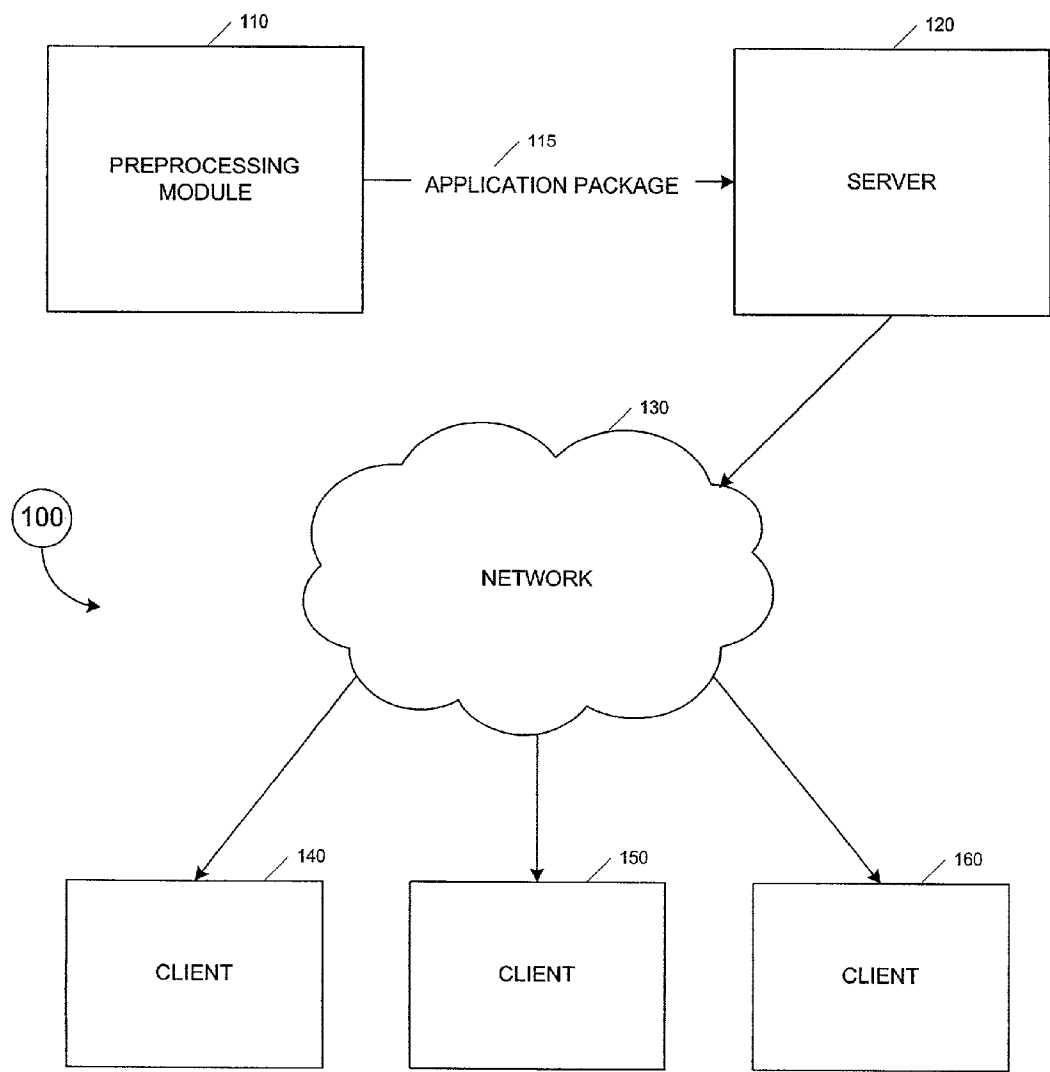 110
120
PREPROCESSING
MODULE
115
APPLICATION PACKAGE
SERVER
130
100
NETWORK
140
150
160
CLIENT
CLIENT
CLIENT